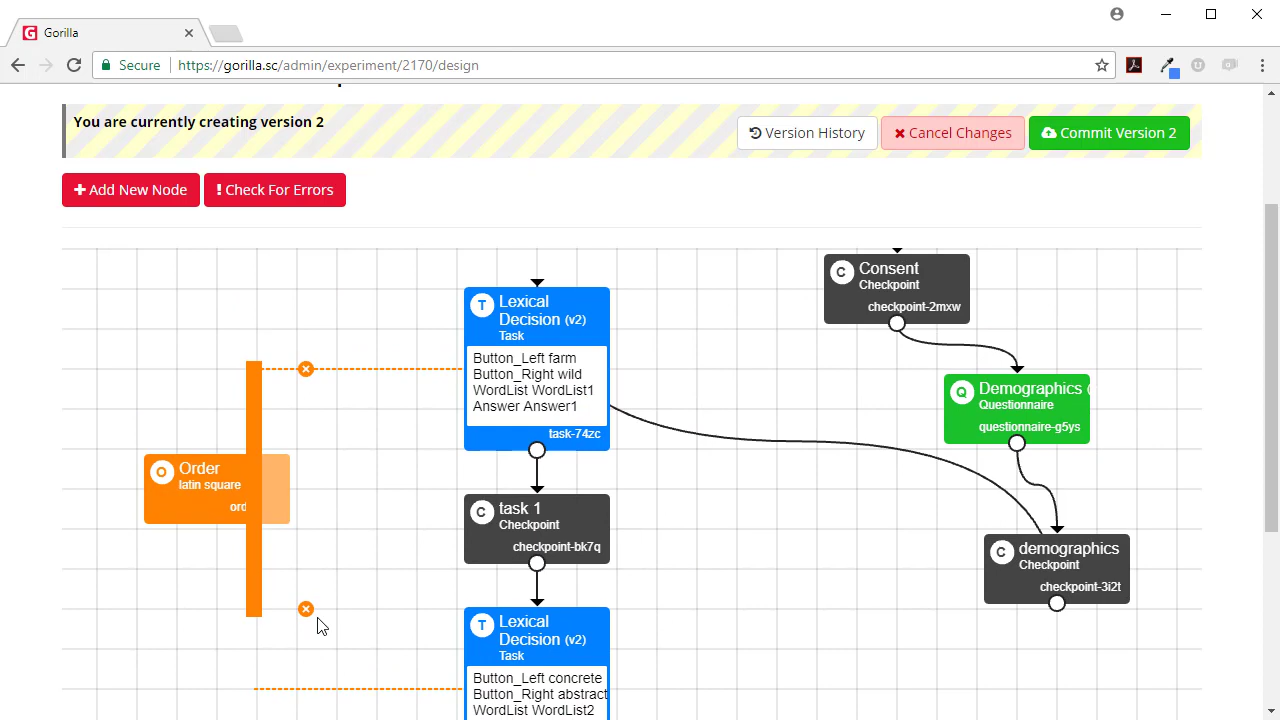 Gorilla
Secure
https://gorilla.sc/admin/experiment/2170/design
You are currently creating version 2
Version History
Cancel Changes
Commit Version 2
Add New Node
Check For Errors
C
Consent
Checkpoint
checkpoint-2mxw
T
Lexical
Decision (v2)
Task
Button_Left farm
Button_Right wild
WordList WordList1
Answer Answer1
task-74zc
Q
Demographics (
Questionnaire
questionnaire-g5ys
O
Order
latin square
ord
C
task 1
Checkpoint
checkpoint-bk7q
C
demographics
Checkpoint
checkpoint-3i2t
T
Lexical
Decision (v2)
Task
Button_Left concrete
Button_Right abstract
WordList WordList2